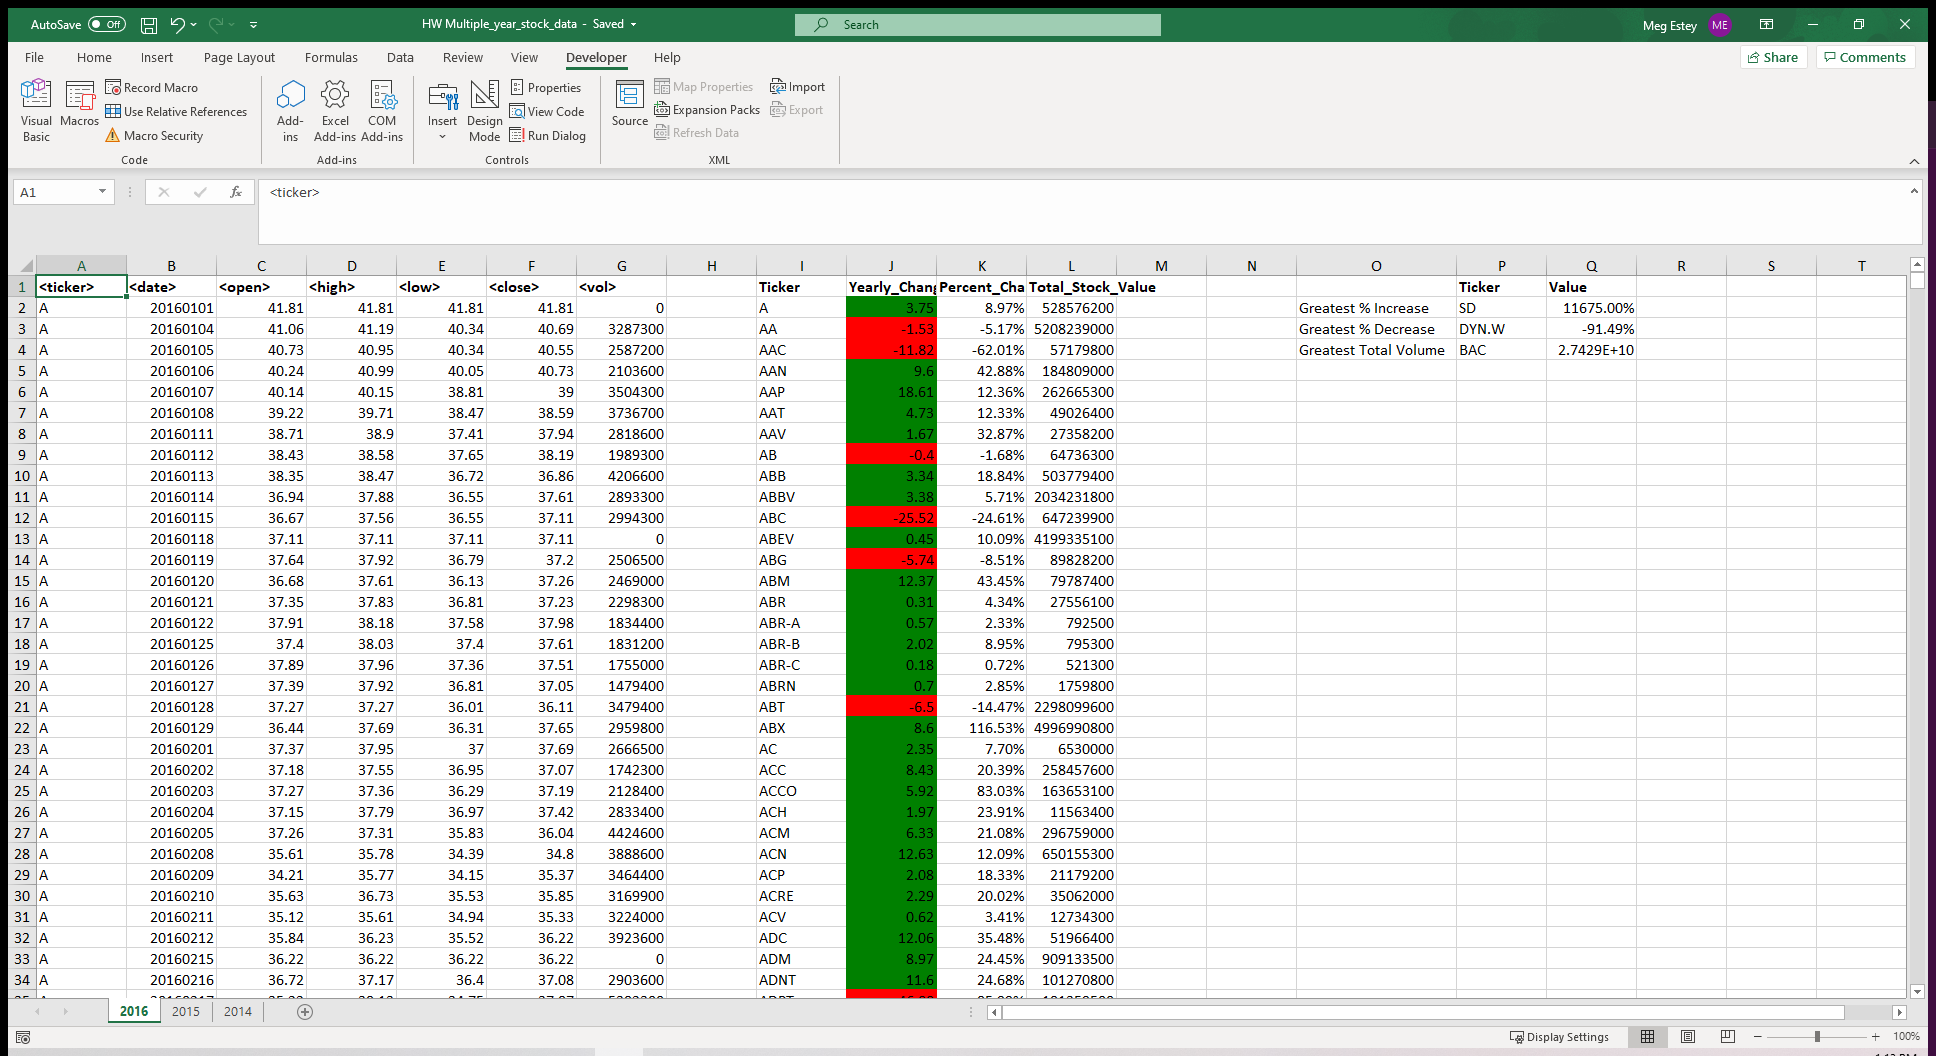 AutoSave Off HW Multiple_year_stock_data - Saved Search Meg Estey ME
File Home Insert Page Layout Formulas Data Review View Developer Help Share Comments
Visual Basic Macros Record Macro Use Relative References Macro Security Code
Add-ins Excel Add-ins COM Add-ins Add-ins
Insert Design Mode Properties View Code Run Dialog Controls
Source Map Properties Expansion Packs Refresh Data Import Export XML
A1 fx <ticker>
A B C D E F G H I J K L M N O P Q R S T
1 <ticker> <date> <open> <high> <low> <close> <vol> Ticker Yearly_Chang Percent_Cha Total_Stock_Value Ticker Value
2 A 20160101 41.81 41.81 41.81 41.81 0 A 3.75 8.97% 528576200 Greatest % Increase SD 11675.00%
3 A 20160104 41.06 41.19 40.34 40.69 3287300 AA -1.53 -5.17% 5208239000 Greatest % Decrease DYN.W -91.49%
4 A 20160105 40.73 40.95 40.34 40.55 2587200 AAC -11.82 -62.01% 57179800 Greatest Total Volume BAC 2.7429E+10
5 A 20160106 40.24 40.99 40.05 40.73 2103600 AAN 9.6 42.88% 184809000
6 A 20160107 40.14 40.15 38.81 39 3504300 AAP 18.61 12.36% 262665300
7 A 20160108 39.22 39.71 38.47 38.59 3736700 AAT 4.73 12.33% 49026400
8 A 20160111 38.71 38.9 37.41 37.94 2818600 AAV 1.67 32.87% 27358200
9 A 20160112 38.43 38.58 37.65 38.19 1989300 AB -0.4 -1.68% 64736300
10 A 20160113 38.35 38.47 36.72 36.86 4206600 ABB 3.34 18.84% 503779400
11 A 20160114 36.94 37.88 36.55 37.61 2893300 ABBV 3.38 5.71% 2034231800
12 A 20160115 36.67 37.56 36.55 37.11 2994300 ABC -25.52 -24.61% 647239900
13 A 20160118 37.11 37.11 37.11 37.11 0 ABEV 0.45 10.09% 4199335100
14 A 20160119 37.64 37.92 36.79 37.2 2506500 ABG -5.74 -8.51% 89828200
15 A 20160120 36.68 37.61 36.13 37.26 2469000 ABM 12.37 43.45% 79787400
16 A 20160121 37.35 37.83 36.81 37.23 2298300 ABR 0.31 4.34% 27556100
17 A 20160122 37.91 38.18 37.58 37.98 1834400 ABR-A 0.57 2.33% 792500
18 A 20160125 37.4 38.03 37.4 37.61 1831200 ABR-B 2.02 8.95% 795300
19 A 20160126 37.89 37.96 37.36 37.51 1755000 ABR-C 0.18 0.72% 521300
20 A 20160127 37.39 37.92 36.81 37.05 1479400 ABRN 0.7 2.85% 1759800
21 A 20160128 37.27 37.27 36.01 36.11 3479400 ABT -6.5 -14.47% 2298099600
22 A 20160129 36.44 37.69 36.31 37.65 2959800 ABX 8.6 116.53% 4996990800
23 A 20160201 37.37 37.95 37 37.69 2666500 AC 2.35 7.70% 6530000
24 A 20160202 37.18 37.55 36.95 37.07 1742300 ACC 8.43 20.39% 258457600
25 A 20160203 37.27 37.36 36.29 37.19 2128400 ACCO 5.92 83.03% 163653100
26 A 20160204 37.15 37.79 36.97 37.42 2833400 ACH 1.97 23.91% 11563400
27 A 20160205 37.26 37.31 35.83 36.04 4424600 ACM 6.33 21.08% 296759000
28 A 20160208 35.61 35.78 34.39 34.8 3888600 ACN 12.63 12.09% 650155300
29 A 20160209 34.21 35.77 34.15 35.37 3464400 ACP 2.08 18.33% 21179200
30 A 20160210 35.63 36.73 35.53 35.85 3169900 ACRE 2.29 20.02% 35062000
31 A 20160211 35.12 35.61 34.94 35.33 3224000 ACV 0.62 3.41% 12734300
32 A 20160212 35.84 36.23 35.52 36.22 3923600 ADC 12.06 35.48% 51966400
33 A 20160215 36.22 36.22 36.22 36.22 0 ADM 8.97 24.45% 909133500
34 A 20160216 36.72 37.17 36.4 37.08 2903600 ADNT 11.6 24.68% 101270800
2016 2015 2014
Display Settings 100%